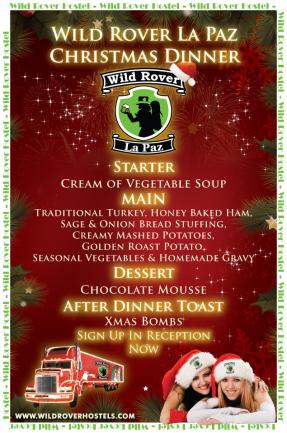 Wild Rover Hostel - Wild Rover Hostel - Wild Rover Hostel -
WILD ROVER LA PAZ
CHRISTMAS DINNER
Wild Rover
La Paz
STARTER
CREAM OF VEGETABLE SOUP
MAIN
TRADITIONAL TURKEY, HONEY BAKED HAM,
SAGE & ONION BREAD STUFFING,
CREAMY MASHED POTATOES,
GOLDEN ROAST POTATO,
SEASONAL VEGETABLES & HOMEMADE GRAVY
DESSERT
CHOCOLATE MOUSSE
AFTER DINNER TOAST
XMAS BOMBS
SIGN UP IN RECEPTION
NOW
WWW.WILDROVERHOSTELS.COM